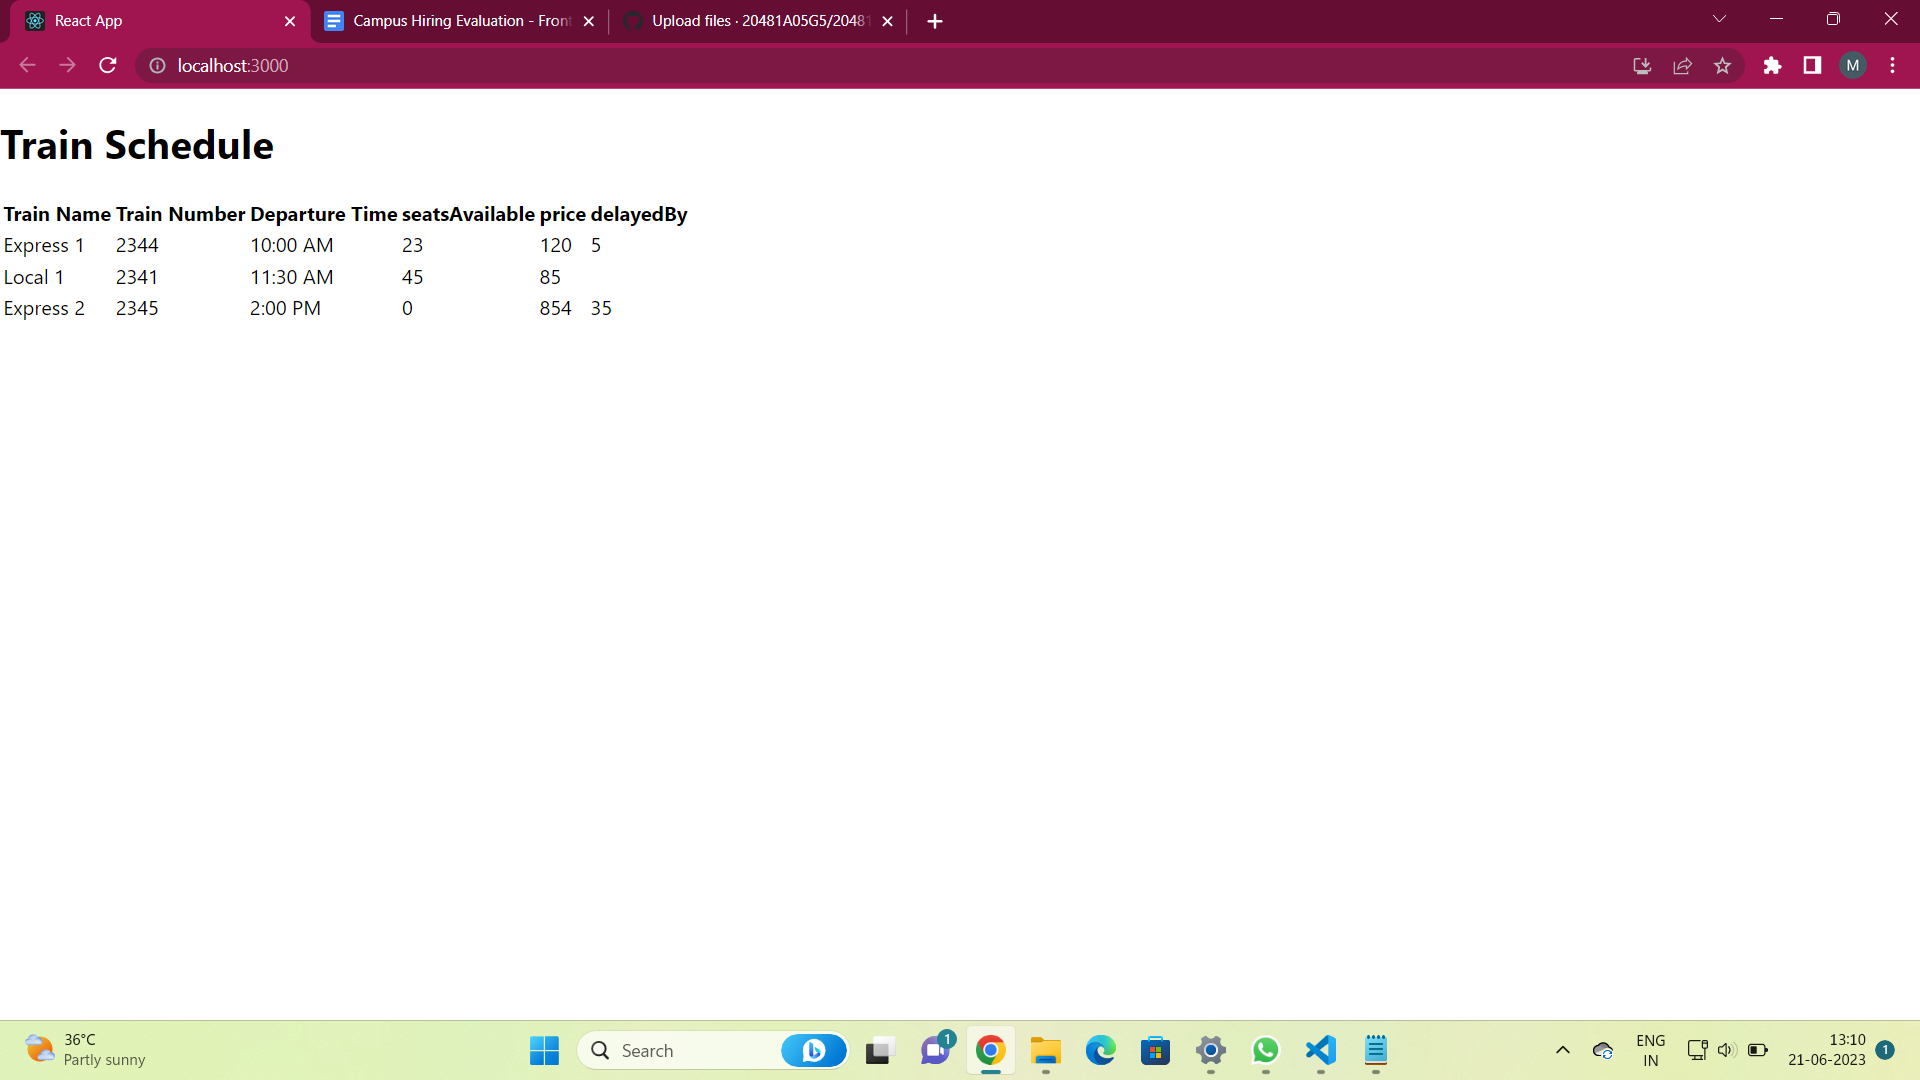 React App
Campus Hiring Evaluation - Front
Upload files · 20481A05G5/20481
localhost:3000
M
Train Schedule
Train Name Train Number Departure Time seatsAvailable price delayedBy
Express 1 2344 10:00 AM 23 120 5
Local 1 2341 11:30 AM 45 85
Express 2 2345 2:00 PM 0 854 35
36°C
Partly sunny
Search
1
ENG
IN
13:10
21-06-2023
1